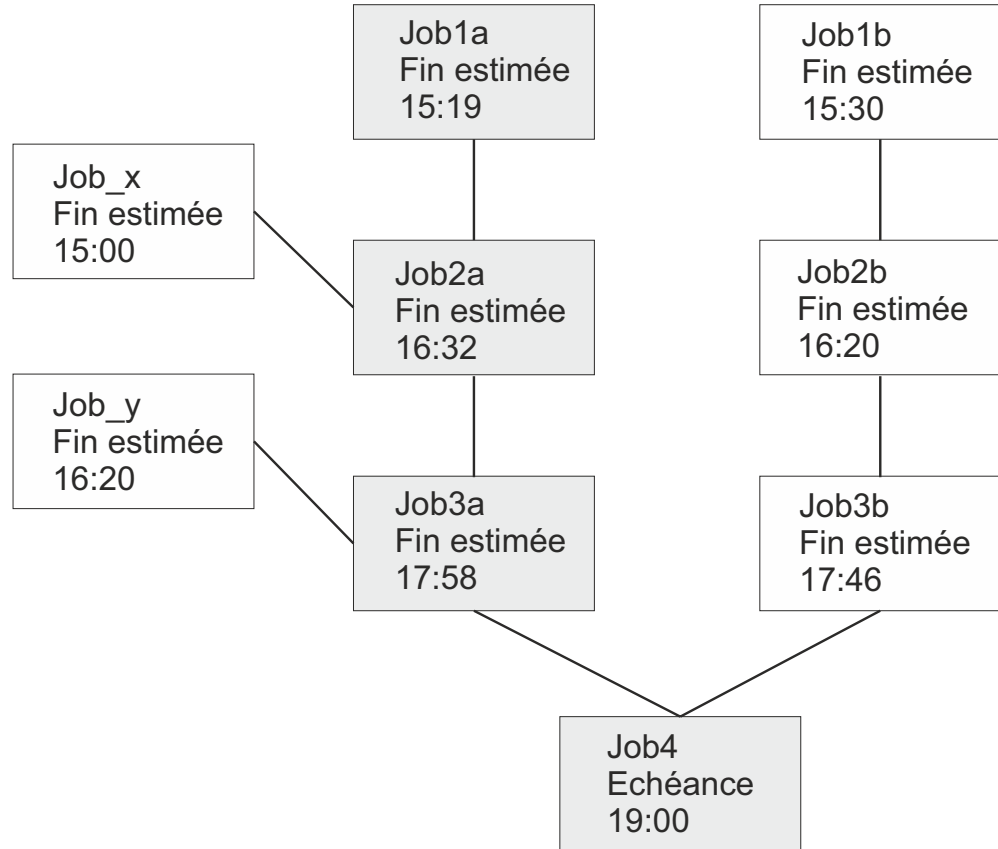 Job1a
Fin estimée
15:19
Job1b
Fin estimée
15:30
Job_x
Fin estimée
15:00
Job2a
Fin estimée
16:32
Job2b
Fin estimée
16:20
Job_y
Fin estimée
16:20
Job3a
Fin estimée
17:58
Job3b
Fin estimée
17:46
Job4
Echéance
19:00